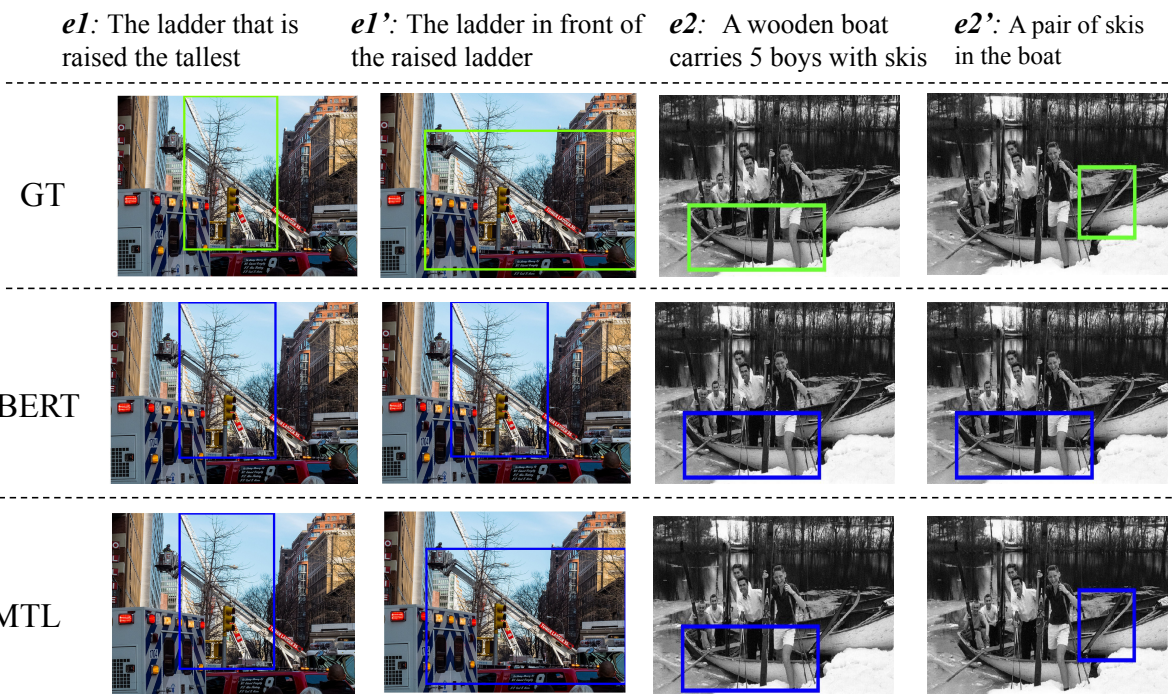 e1: The ladder that is raised the tallest
e1’: The ladder in front of the raised ladder
e2: A wooden boat carries 5 boys with skis
e2’: A pair of skis in the boat
GT
BERT
MTL